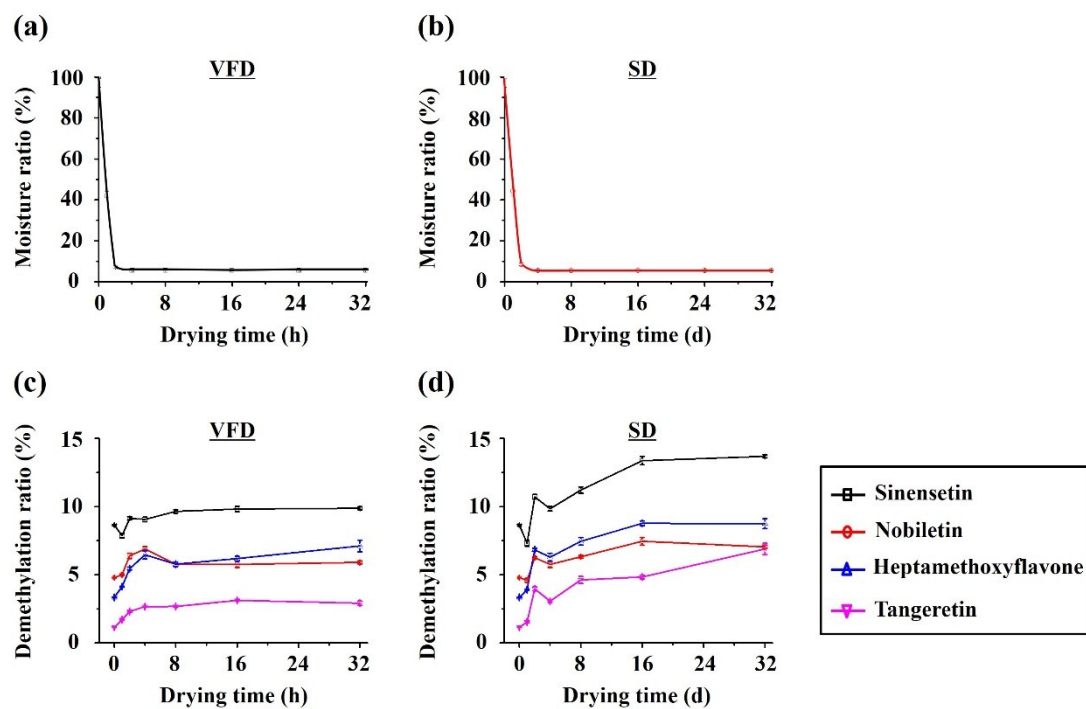 (a)
VFD
Moisture ratio (%)
100
80
60
40
20
0
0 8 16 24 32
Drying time (h)
(b)
SD
Moisture ratio (%)
100
80
60
40
20
0
0 8 16 24 32
Drying time (d)
(c)
VFD
Demethylation ratio (%)
15
10
5
0
0 8 16 24 32
Drying time (h)
(d)
SD
Demethylation ratio (%)
15
10
5
0
0 8 16 24 32
Drying time (d)
Sinensetin
Nobiletin
Heptamethoxyflavone
Tangeretin